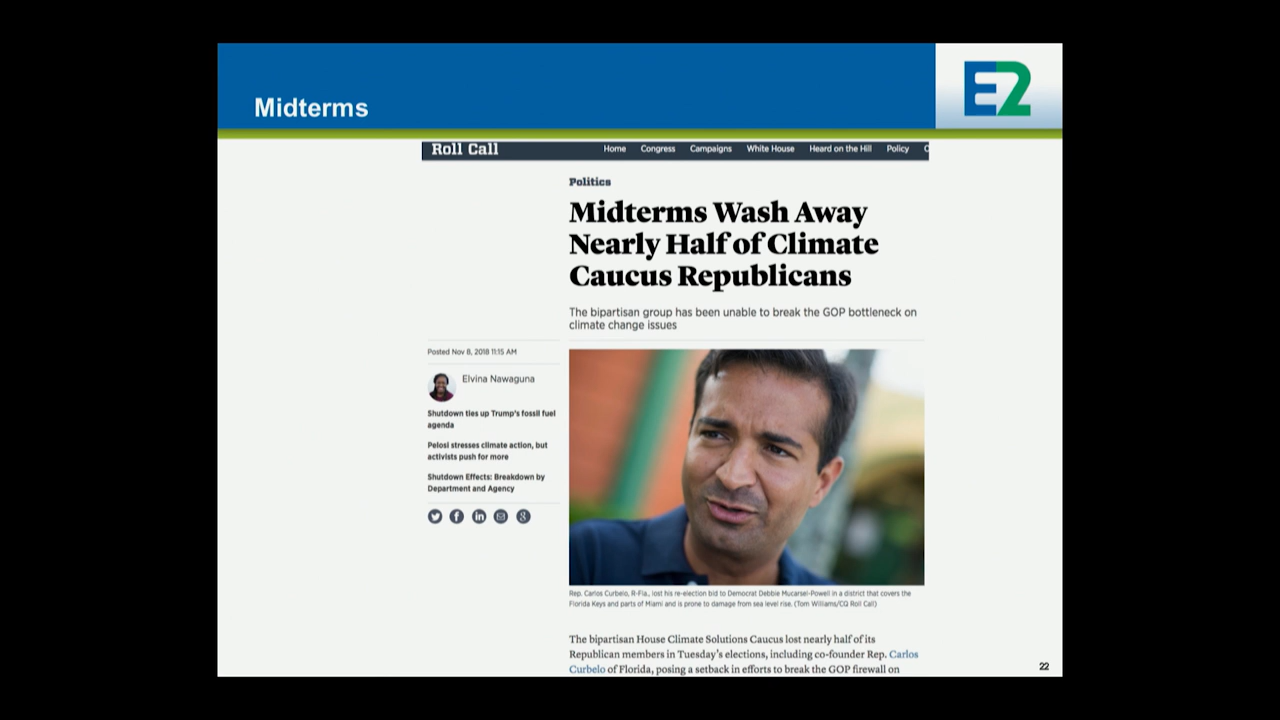 Midterms
E2
Roll Call
Home Congress Campaigns White House Heard on the Hill Policy C
Politics
Midterms Wash Away
Nearly Half of Climate
Caucus Republicans
The bipartisan group has been unable to break the GOP bottleneck on
climate change issues
Posted Nov 8, 2018 11:15 AM
Elvina Nawaguna
Shutdown ties up Trump's fossil fuel
agenda
Pelosi stresses climate action, but
activists push for more
Shutdown Effects: Breakdown by
Department and Agency
Rep. Carlos Curbelo, R-Fla., lost his re-election bid to Democrat Debbie Mucarsel-Powell in a district that covers the
Florida Keys and parts of Miami and is prone to damage from sea level rise. (Tom Williams/CQ Roll Call)
The bipartisan House Climate Solutions Caucus lost nearly half of its
Republican members in Tuesday's elections, including co-founder Rep. Carlos
Curbelo of Florida, posing a setback in efforts to break the GOP firewall on
22